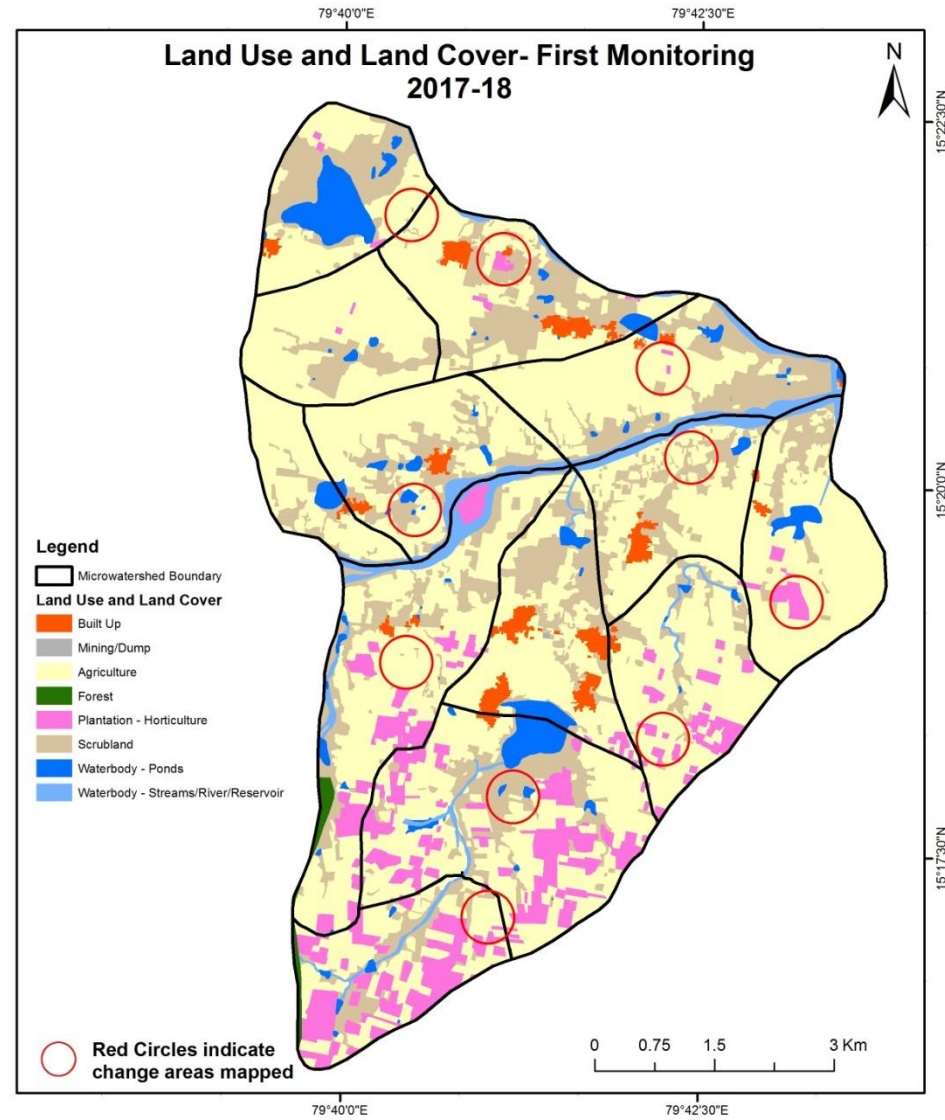 79°40'0"E
79°42'30"E
Land Use and Land Cover- First Monitoring
2017-18
N
15°22'30"N
15°20'0"N
15°17'30"N
Legend
Microwatershed Boundary
Land Use and Land Cover
Built Up
Mining/Dump
Agriculture
Forest
Plantation - Horticulture
Scrubland
Waterbody - Ponds
Waterbody - Streams/River/Reservoir
Red Circles indicate
change areas mapped
0 0.75 1.5 3 Km
79°40'0"E
79°42'30"E